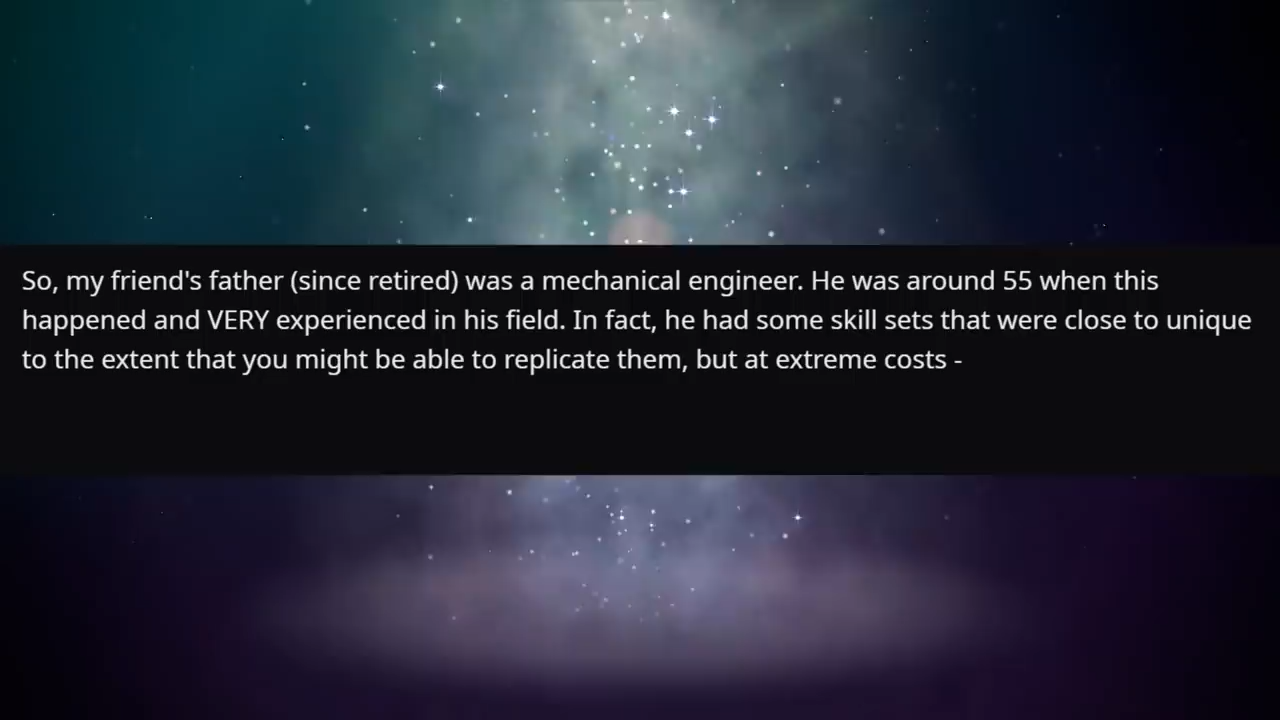 So, my friend's father (since retired) was a mechanical engineer. He was around 55 when this
happened and VERY experienced in his field. In fact, he had some skill sets that were close to unique
to the extent that you might be able to replicate them, but at extreme costs -